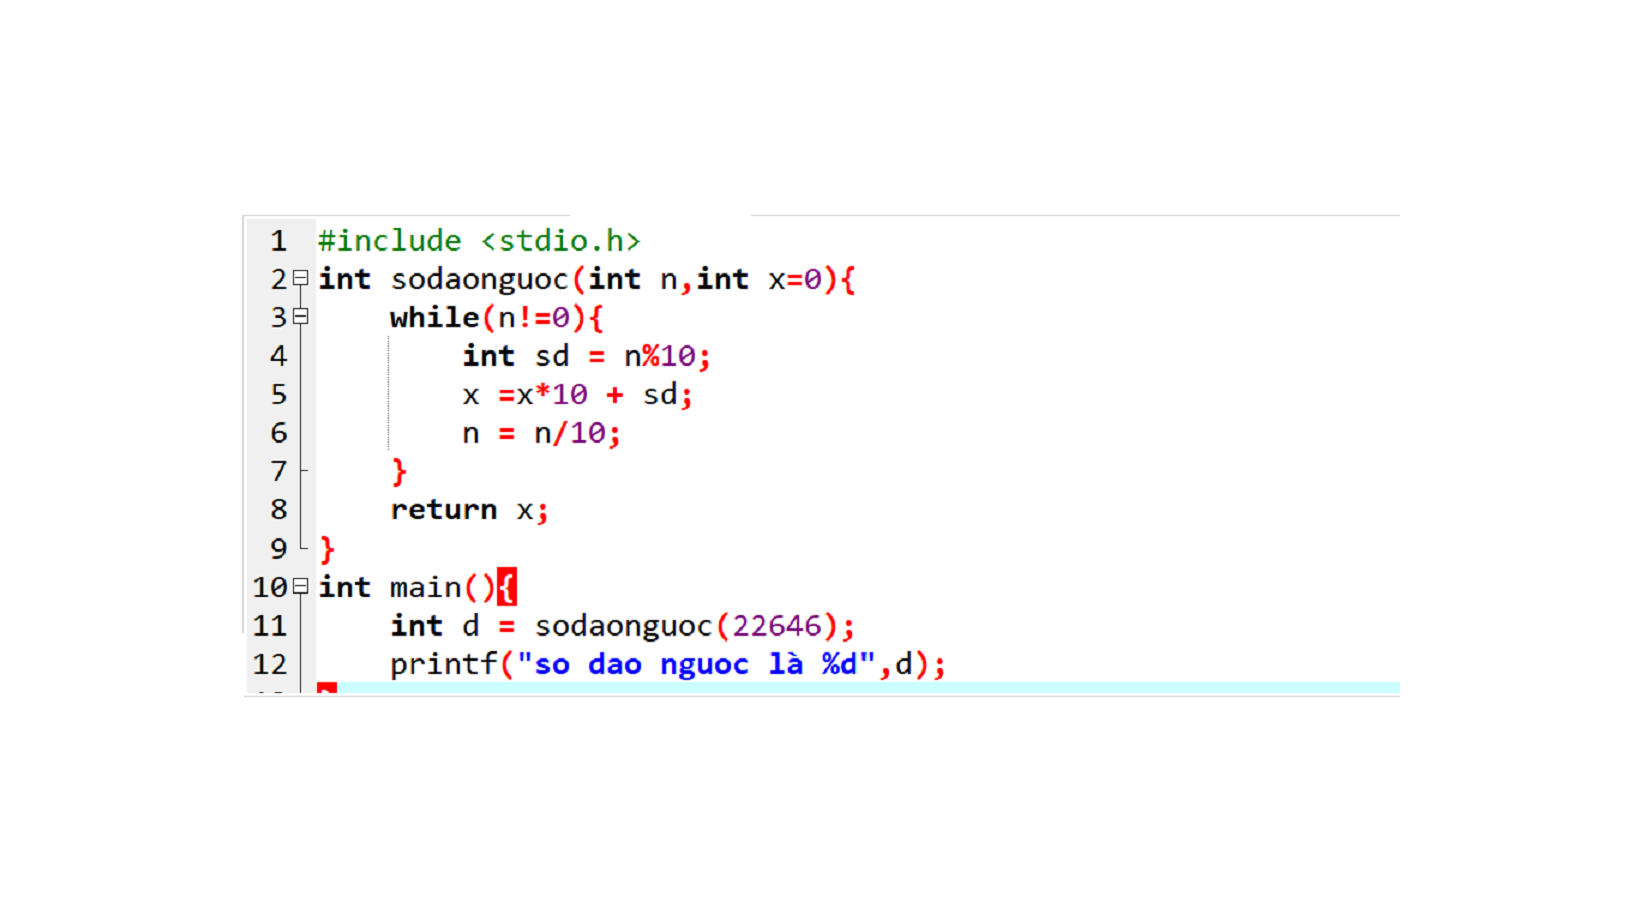 1 #include <stdio.h>
2 int sodaonguoc(int n,int x=0){
3 while(n!=0){
4 int sd = n%10;
5 x =x*10 + sd;
6 n = n/10;
7 }
8 return x;
9 }
10 int main(){
11 int d = sodaonguoc(22646);
12 printf("so dao nguoc là %d",d);